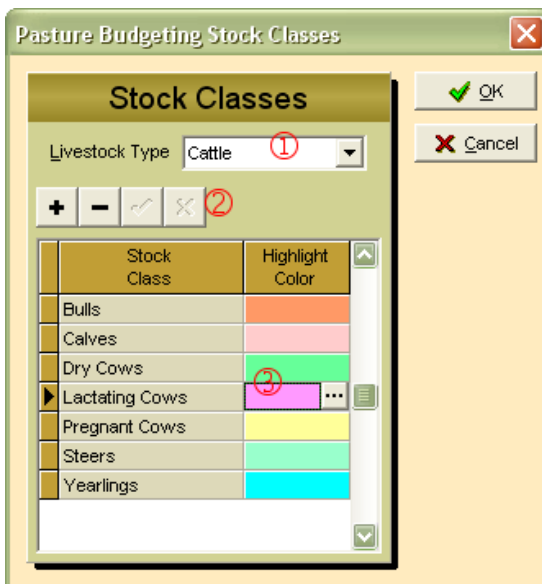 Pasture Budgeting Stock Classes
Stock Classes
OK
Livestock Type Cattle ①
Cancel
②
Stock Class
Highlight Color
Bulls
Calves
Dry Cows
③
Lactating Cows ...
Pregnant Cows
Steers
Yearlings